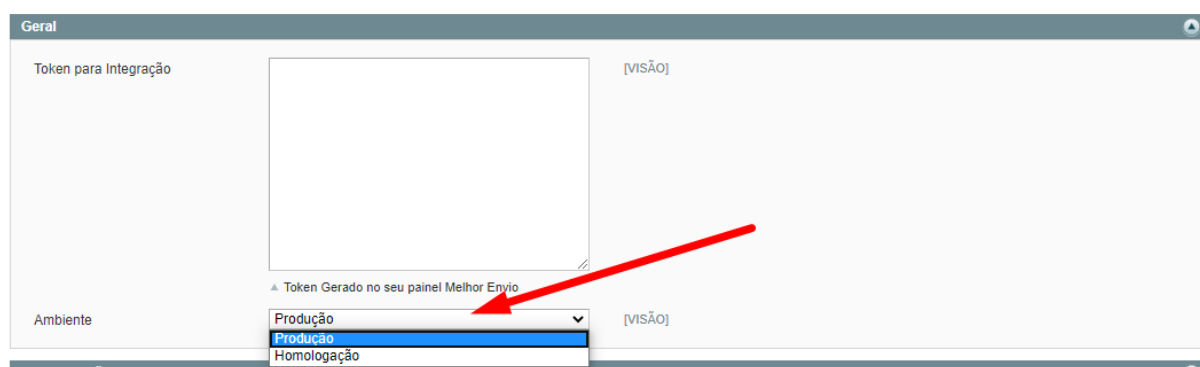 Geral
Token para Integração
[VISÃO]
Token Gerado no seu painel Melhor Envio
Ambiente
Produção
[VISÃO]
Produção
Homologação